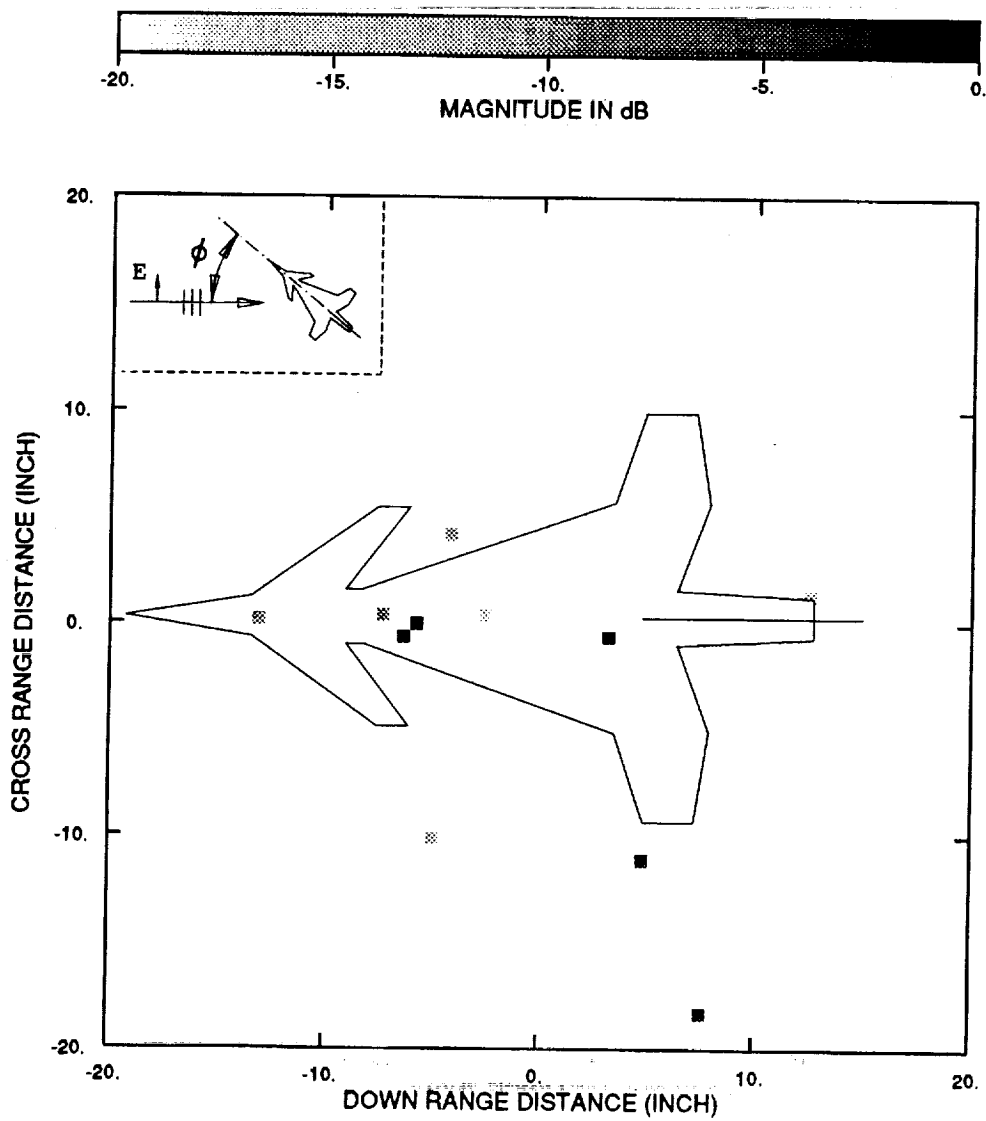 -20. -15. -10. -5. 0.
MAGNITUDE IN dB
20.
ϕ
E
10.
0.
-10.
-20.
CROSS RANGE DISTANCE (INCH)
-20. -10. 0. 10. 20.
DOWN RANGE DISTANCE (INCH)